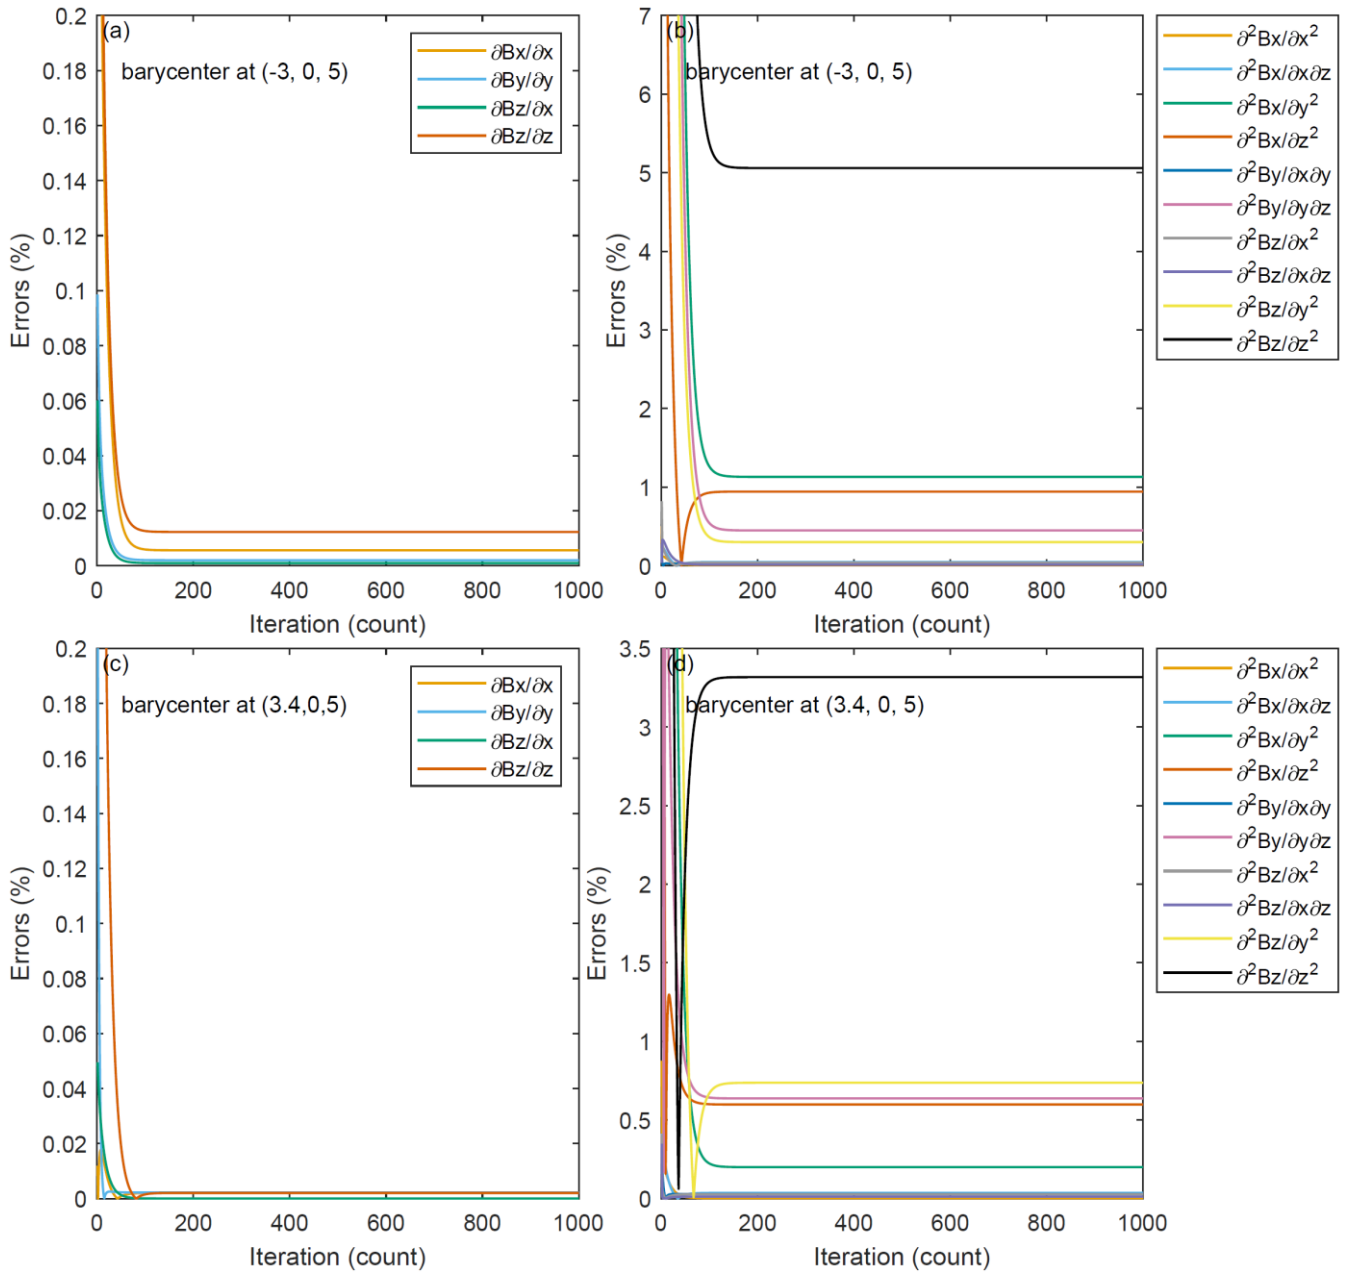 (a)
barycenter at (-3, 0, 5)
∂Bx/∂x
∂By/∂y
∂Bz/∂x
∂Bz/∂z
0.2
0.18
0.16
0.14
0.12
0.1
0.08
0.06
0.04
0.02
0
Errors (%)
0 200 400 600 800 1000
Iteration (count)
(b)
barycenter at (-3, 0, 5)
7
6
5
4
3
2
1
0
Errors (%)
0 200 400 600 800 1000
Iteration (count)
∂²Bx/∂x²
∂²Bx/∂x∂z
∂²Bx/∂y²
∂²Bx/∂z²
∂²By/∂x∂y
∂²By/∂y∂z
∂²Bz/∂x²
∂²Bz/∂x∂z
∂²Bz/∂y²
∂²Bz/∂z²
(c)
barycenter at (3.4,0,5)
∂Bx/∂x
∂By/∂y
∂Bz/∂x
∂Bz/∂z
0.2
0.18
0.16
0.14
0.12
0.1
0.08
0.06
0.04
0.02
0
Errors (%)
0 200 400 600 800 1000
Iteration (count)
(d)
barycenter at (3.4, 0, 5)
3.5
3
2.5
2
1.5
1
0.5
0
Errors (%)
0 200 400 600 800 1000
Iteration (count)
∂²Bx/∂x²
∂²Bx/∂x∂z
∂²Bx/∂y²
∂²Bx/∂z²
∂²By/∂x∂y
∂²By/∂y∂z
∂²Bz/∂x²
∂²Bz/∂x∂z
∂²Bz/∂y²
∂²Bz/∂z²